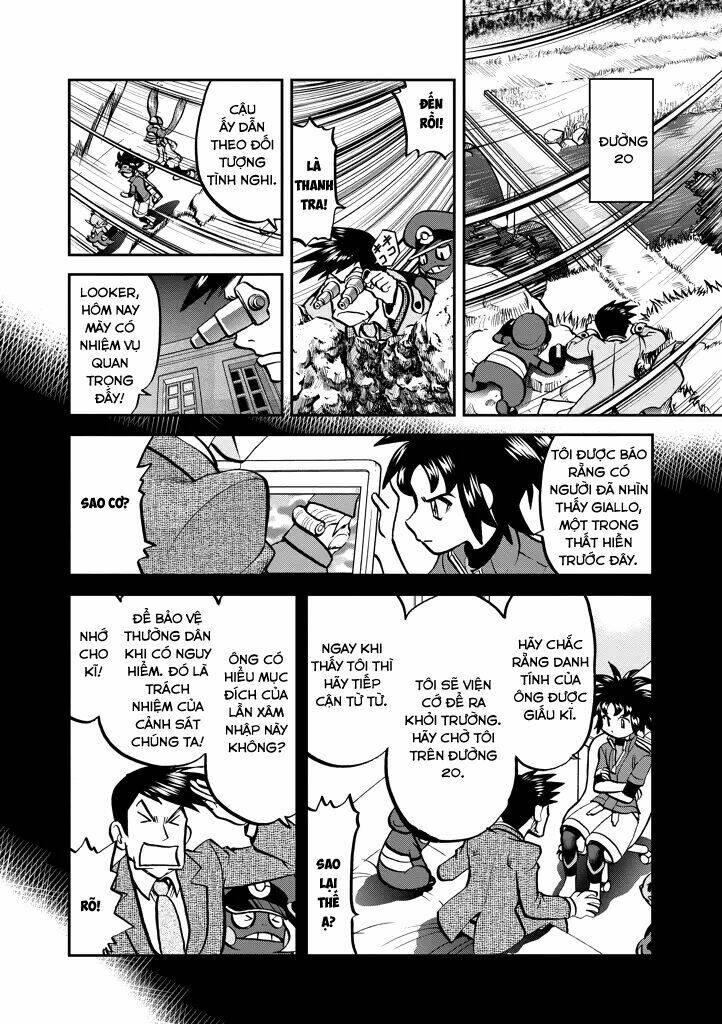 ĐƯỜNG
20
ĐẾN
RỒI!
LÀ
THANH
TRA!
CẬU
ẤY DẪN
THEO ĐỐI
TƯỢNG
TÌNH NGHI.
LOOKER,
HÔM NAY
MÀY CÓ
NHIỆM VỤ
QUAN
TRỌNG
ĐẤY!
TÔI ĐƯỢC BÁO
RẰNG CÓ
NGƯỜI ĐÃ NHÌN
THẤY GIALLO,
MỘT TRONG
THẤT HIỀN
TRƯỚC ĐÂY.
SAO CƠ?
HÃY CHẮC
RẰNG DANH
TÍNH CỦA
ÔNG ĐƯỢC
GIẤU KĨ.
TÔI SẼ VIỆN
CỚ ĐỂ RA
KHỎI TRƯỜNG.
HÃY CHỜ TÔI
TRÊN ĐƯỜNG
20.
NGAY KHI
THẤY TÔI THÌ
HÃY TIẾP
CẬN TỪ TỪ.
SAO
LẠI
THẾ
Ạ?
ÔNG CÓ
HIỂU MỤC
ĐÍCH CỦA
LẦN XÂM
NHẬP NÀY
KHÔNG?
ĐỂ BẢO VỆ
THƯỜNG DÂN
KHI CÓ NGUY
HIỂM. ĐÓ LÀ
TRÁCH
NHIỆM CỦA
CẢNH SÁT
CHÚNG TA!
NHỚ
CHO
KĨ!
RÕ!